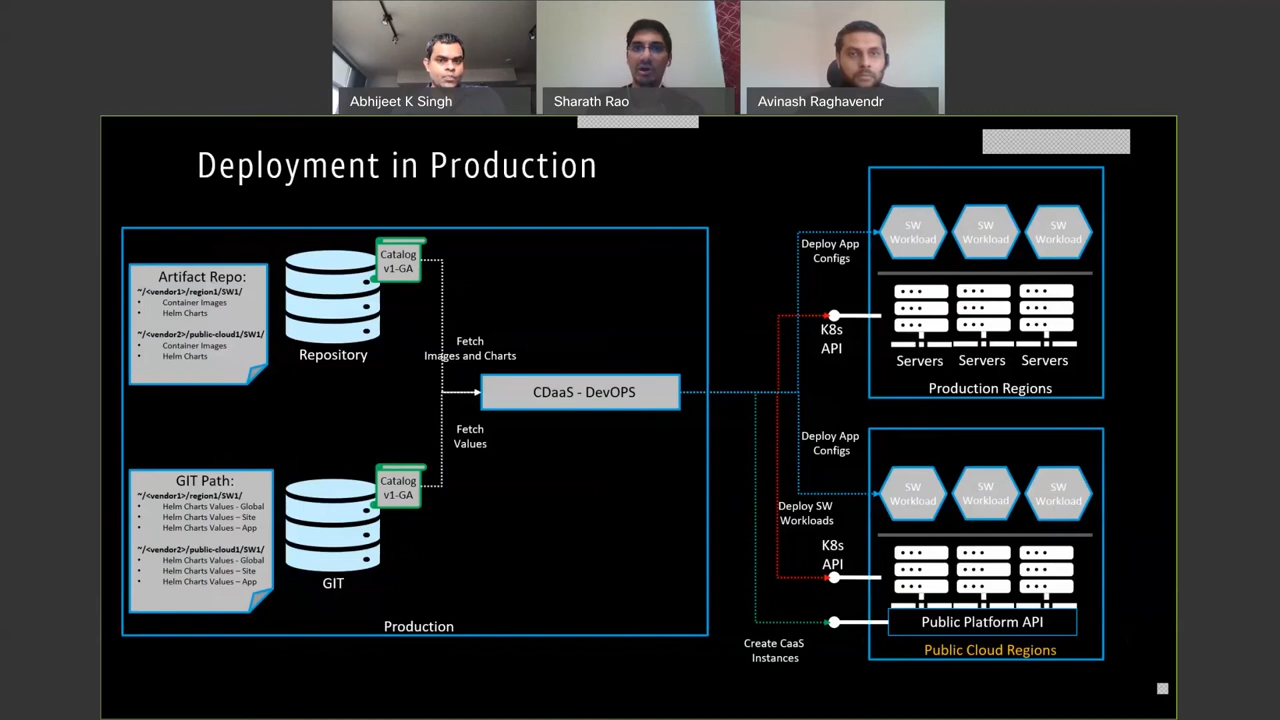 Abhijeet K Singh
Sharath Rao
Avinash Raghavendr
Deployment in Production
Artifact Repo:
~/<vendor1>/region1/SW1/
• Container Images
• Helm Charts
~/<vendor2>/public-cloud1/SW1/
• Container Images
• Helm Charts
Catalog
v1-GA
Repository
Fetch
Images and Charts
CDaaS - DevOPS
Fetch
Values
GIT Path:
~/<vendor1>/region1/SW1/
• Helm Charts Values - Global
• Helm Charts Values – Site
• Helm Charts Values – App
~/<vendor2>/public-cloud1/SW1/
• Helm Charts Values - Global
• Helm Charts Values – Site
• Helm Charts Values – App
Catalog
v1-GA
GIT
Production
Deploy App
Configs
SW
Workload
SW
Workload
SW
Workload
K8s
API
Servers
Servers
Servers
Production Regions
Deploy App
Configs
SW
Workload
SW
Workload
SW
Workload
Deploy SW
Workloads
K8s
API
Public Platform API
Create CaaS
Instances
Public Cloud Regions